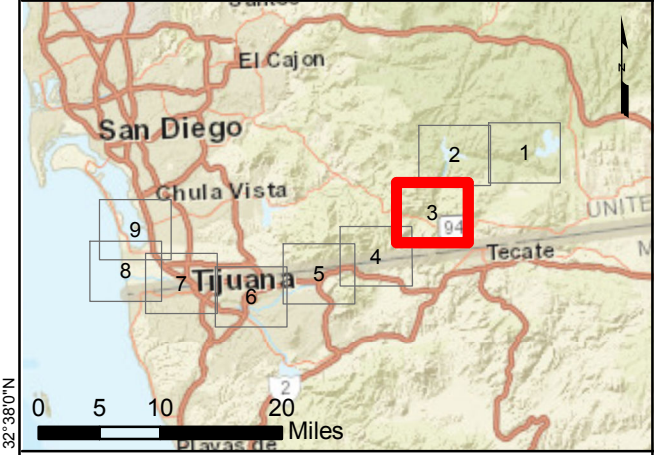 Santos
El Cajon
N
San Diego
2
1
Chula Vista
3
UNITE
94
9
Tecate
M
4
8
7
Tijuana
5
6
2
32°38'0"N
0 5 10 20
Miles
Playas de